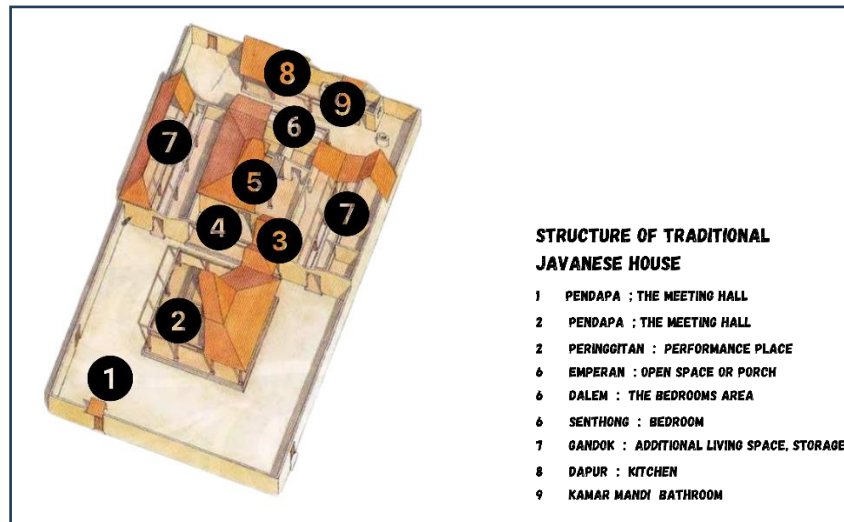 8
9
6
7
5
7
4
3
2
1
STRUCTURE OF TRADITIONAL
JAVANESE HOUSE
1 PENDAPA ; THE MEETING HALL
2 PENDAPA ; THE MEETING HALL
2 PERINGGITAN : PERFORMANCE PLACE
6 EMPERAN : OPEN SPACE OR PORCH
6 DALEM : THE BEDROOMS AREA
6 SENTHONG : BEDROOM
7 GANDOK : ADDITIONAL LIVING SPACE, STORAGE
8 DAPUR : KITCHEN
9 KAMAR MANDI BATHROOM